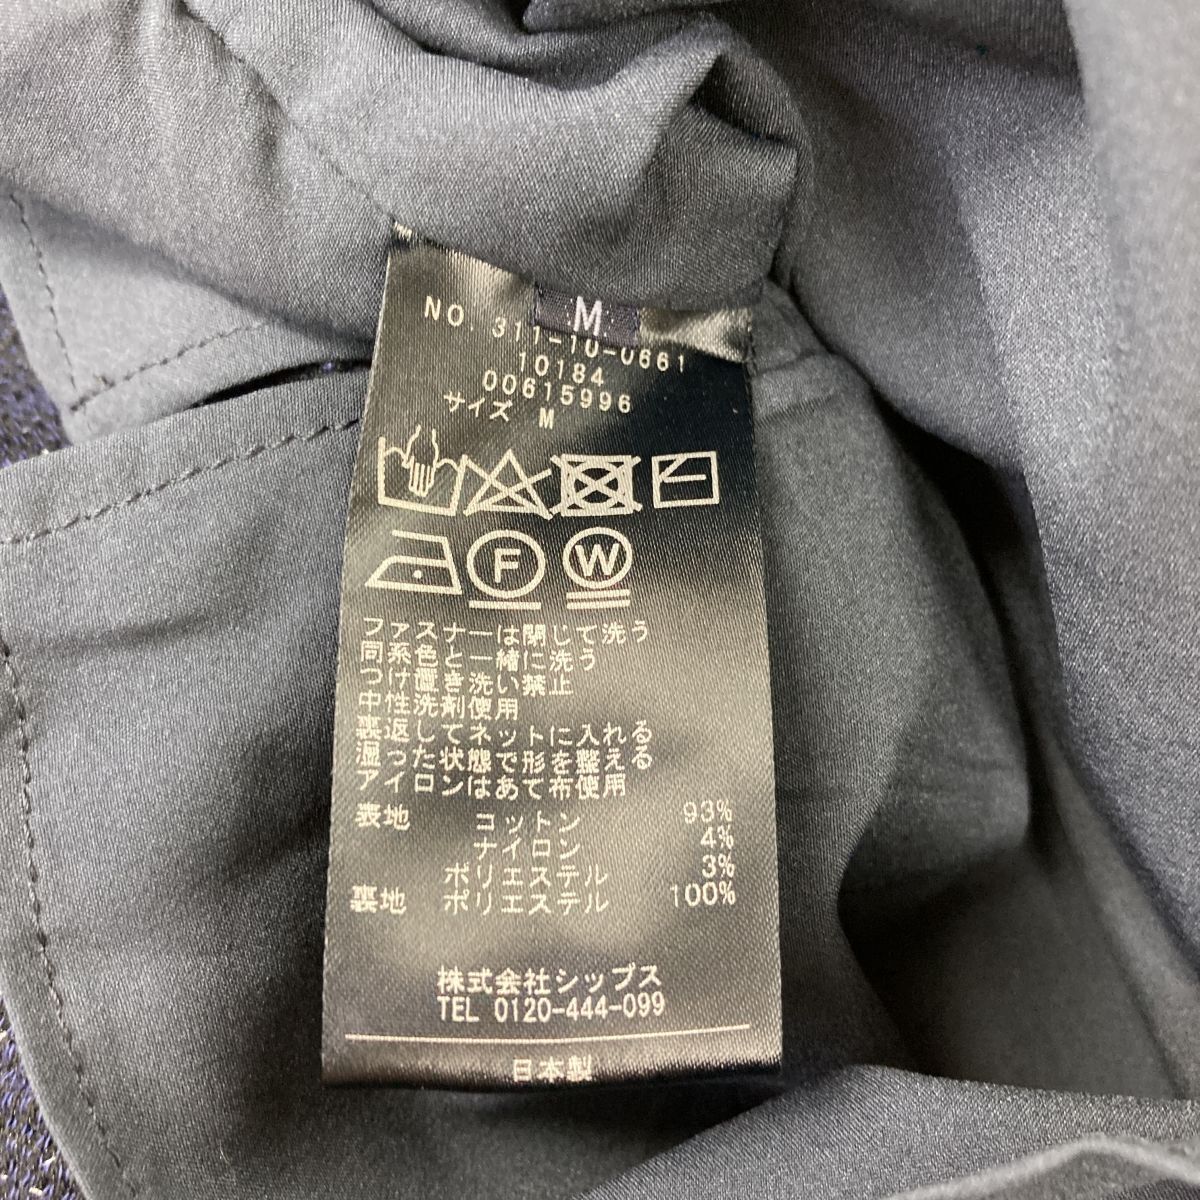 M
NO. 311-10-0661
10184
00615996
サイズ M
F W
ファスナーは閉じて洗う
同系色と一緒に洗う
つけ置き洗い禁止
中性洗剤使用
裏返してネットに入れる
湿った状態で形を整える
アイロンはあて布使用
表地 コットン 93%
ナイロン 4%
ポリエステル 3%
裏地 ポリエステル 100%
株式会社シップス
TEL 0120-444-099
日本製